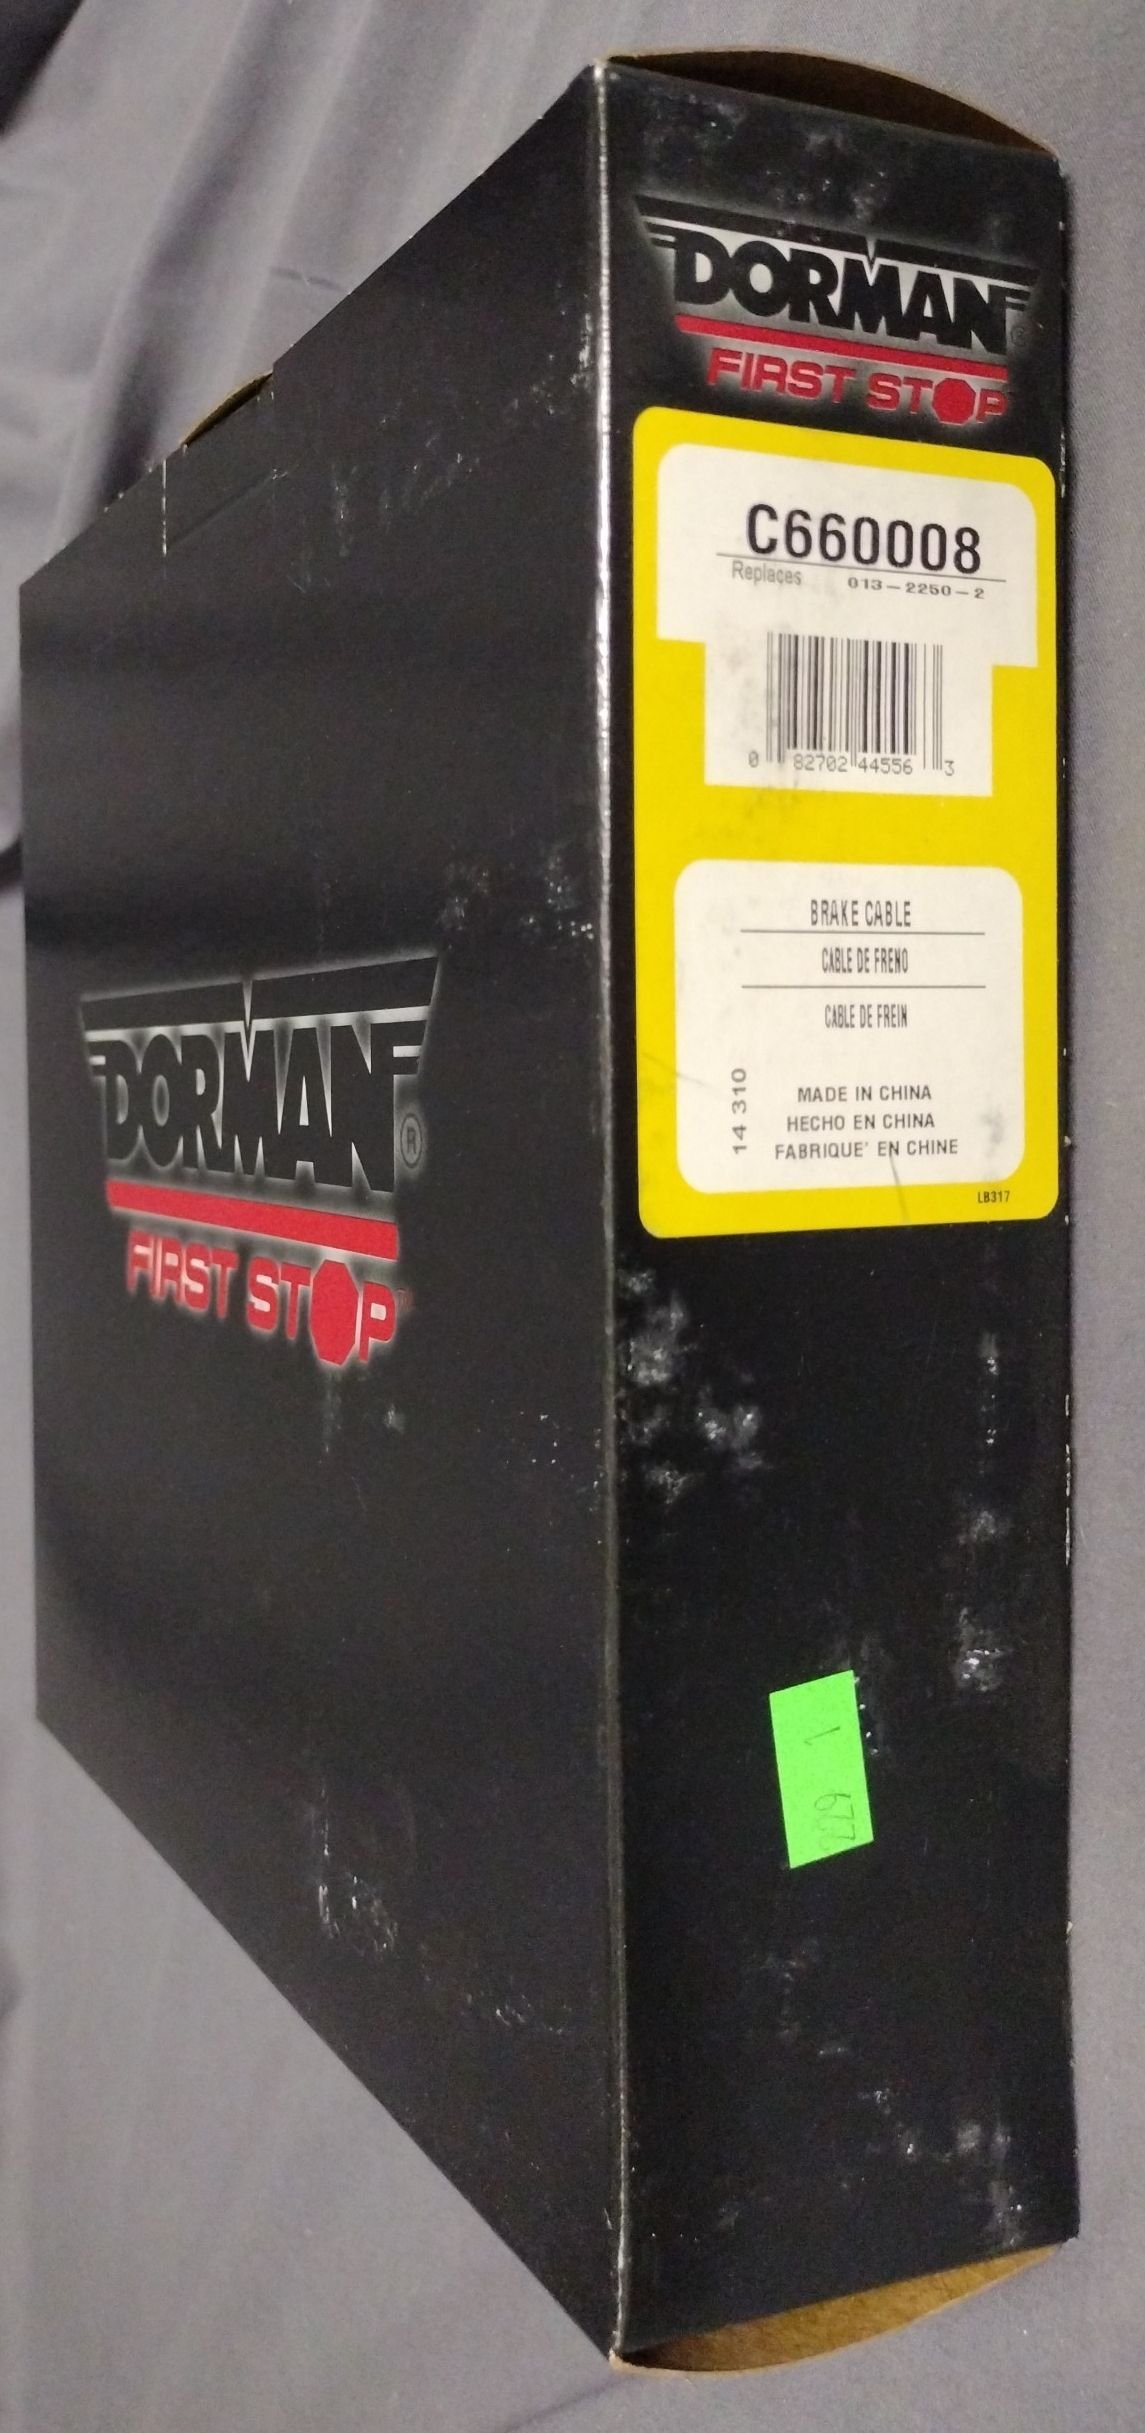 DORMAN®
FIRST STOP
C660008
Replaces 013-2250-2
0 82702 44556 3
BRAKE CABLE
CABLE DE FRENO
CABLE DE FREIN
14 310
MADE IN CHINA
HECHO EN CHINA
FABRIQUE' EN CHINE
LB317
DORMAN®
FIRST STOP
229 1